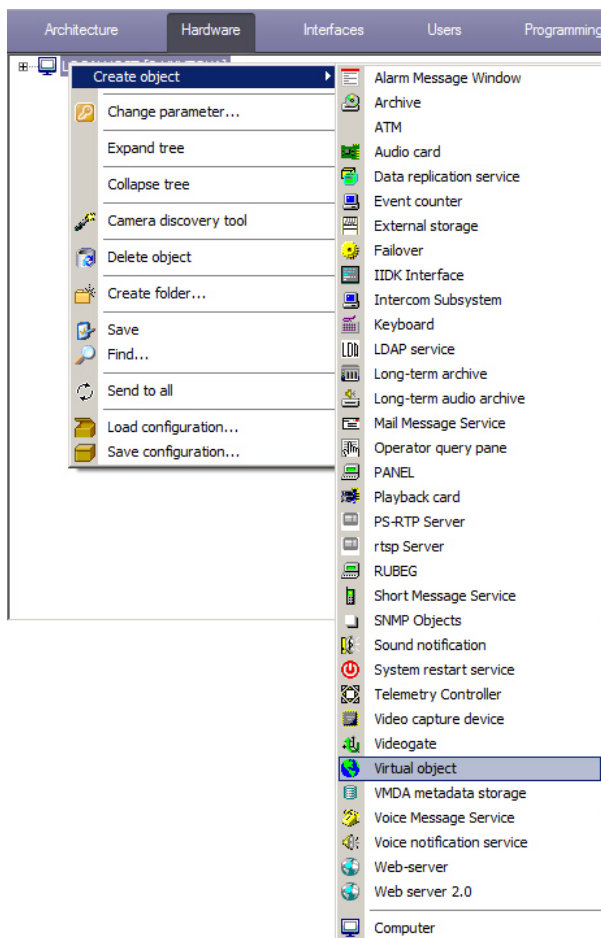 Architecture Hardware Interfaces Users Programming
Create object
Change parameter...
Expand tree
Collapse tree
Camera discovery tool
Delete object
Create folder...
Save
Find...
Send to all
Load configuration...
Save configuration...
Alarm Message Window
Archive
ATM
Audio card
Data replication service
Event counter
External storage
Failover
IIDK Interface
Intercom Subsystem
Keyboard
LDAP service
Long-term archive
Long-term audio archive
Mail Message Service
Operator query pane
PANEL
Playback card
PS-RTP Server
rtsp Server
RUBEG
Short Message Service
SNMP Objects
Sound notification
System restart service
Telemetry Controller
Video capture device
Videogate
Virtual object
VMDA metadata storage
Voice Message Service
Voice notification service
Web-server
Web server 2.0
Computer